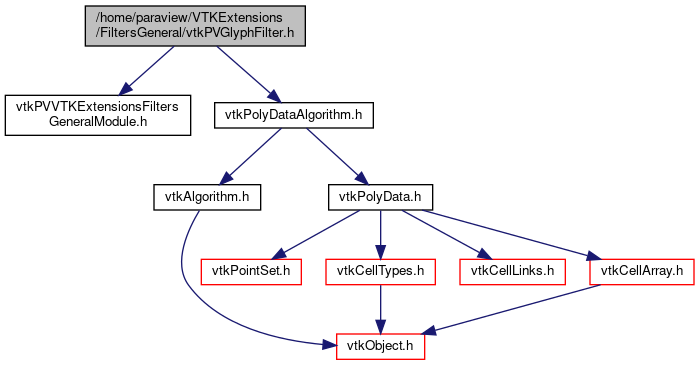 /home/paraview/VTKExtensions
/FiltersGeneral/vtkPVGlyphFilter.h
vtkPVVTKExtensionsFilters
GeneralModule.h
vtkPolyDataAlgorithm.h
vtkAlgorithm.h
vtkPolyData.h
vtkPointSet.h
vtkCellTypes.h
vtkCellLinks.h
vtkCellArray.h
vtkObject.h